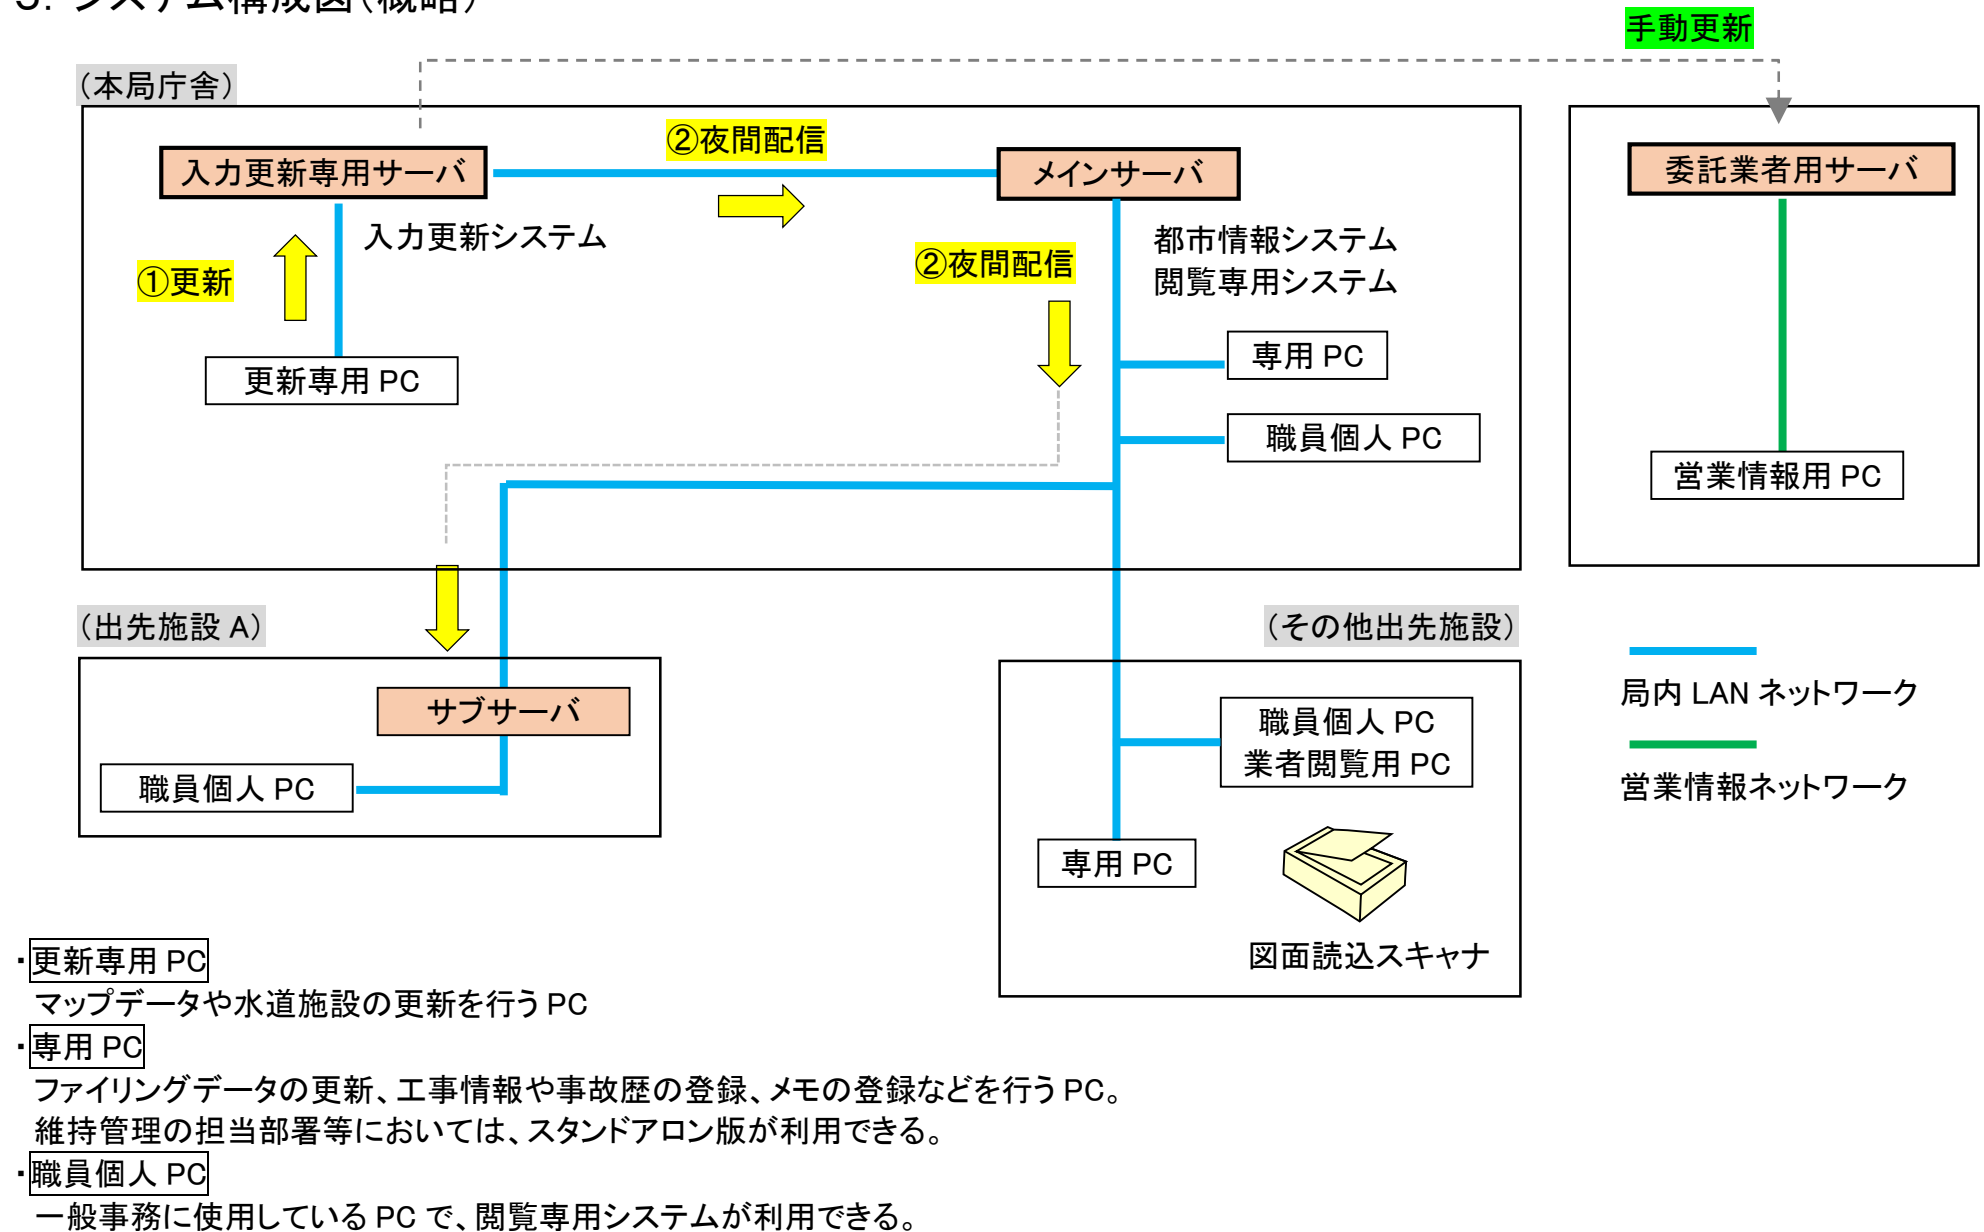 システム構成図（概略）
手動更新
（本局庁舎）
②夜間配信
入力更新専用サーバ
メインサーバ
委託業者用サーバ
入力更新システム
都市情報システム
閲覧専用システム
①更新
②夜間配信
専用 PC
更新専用 PC
職員個人 PC
営業情報用 PC
（出先施設 A）
（その他出先施設）
サブサーバ
職員個人 PC
職員個人 PC
業者閲覧用 PC
専用 PC
図面読込スキャナ
局内 LAN ネットワーク
営業情報ネットワーク
・更新専用 PC
マップデータや水道施設の更新を行う PC
・専用 PC
ファイリングデータの更新、工事情報や事故歴の登録、メモの登録などを行う PC。
維持管理の担当部署等においては、スタンドアロン版が利用できる。
・職員個人 PC
一般事務に使用している PC で、閲覧専用システムが利用できる。